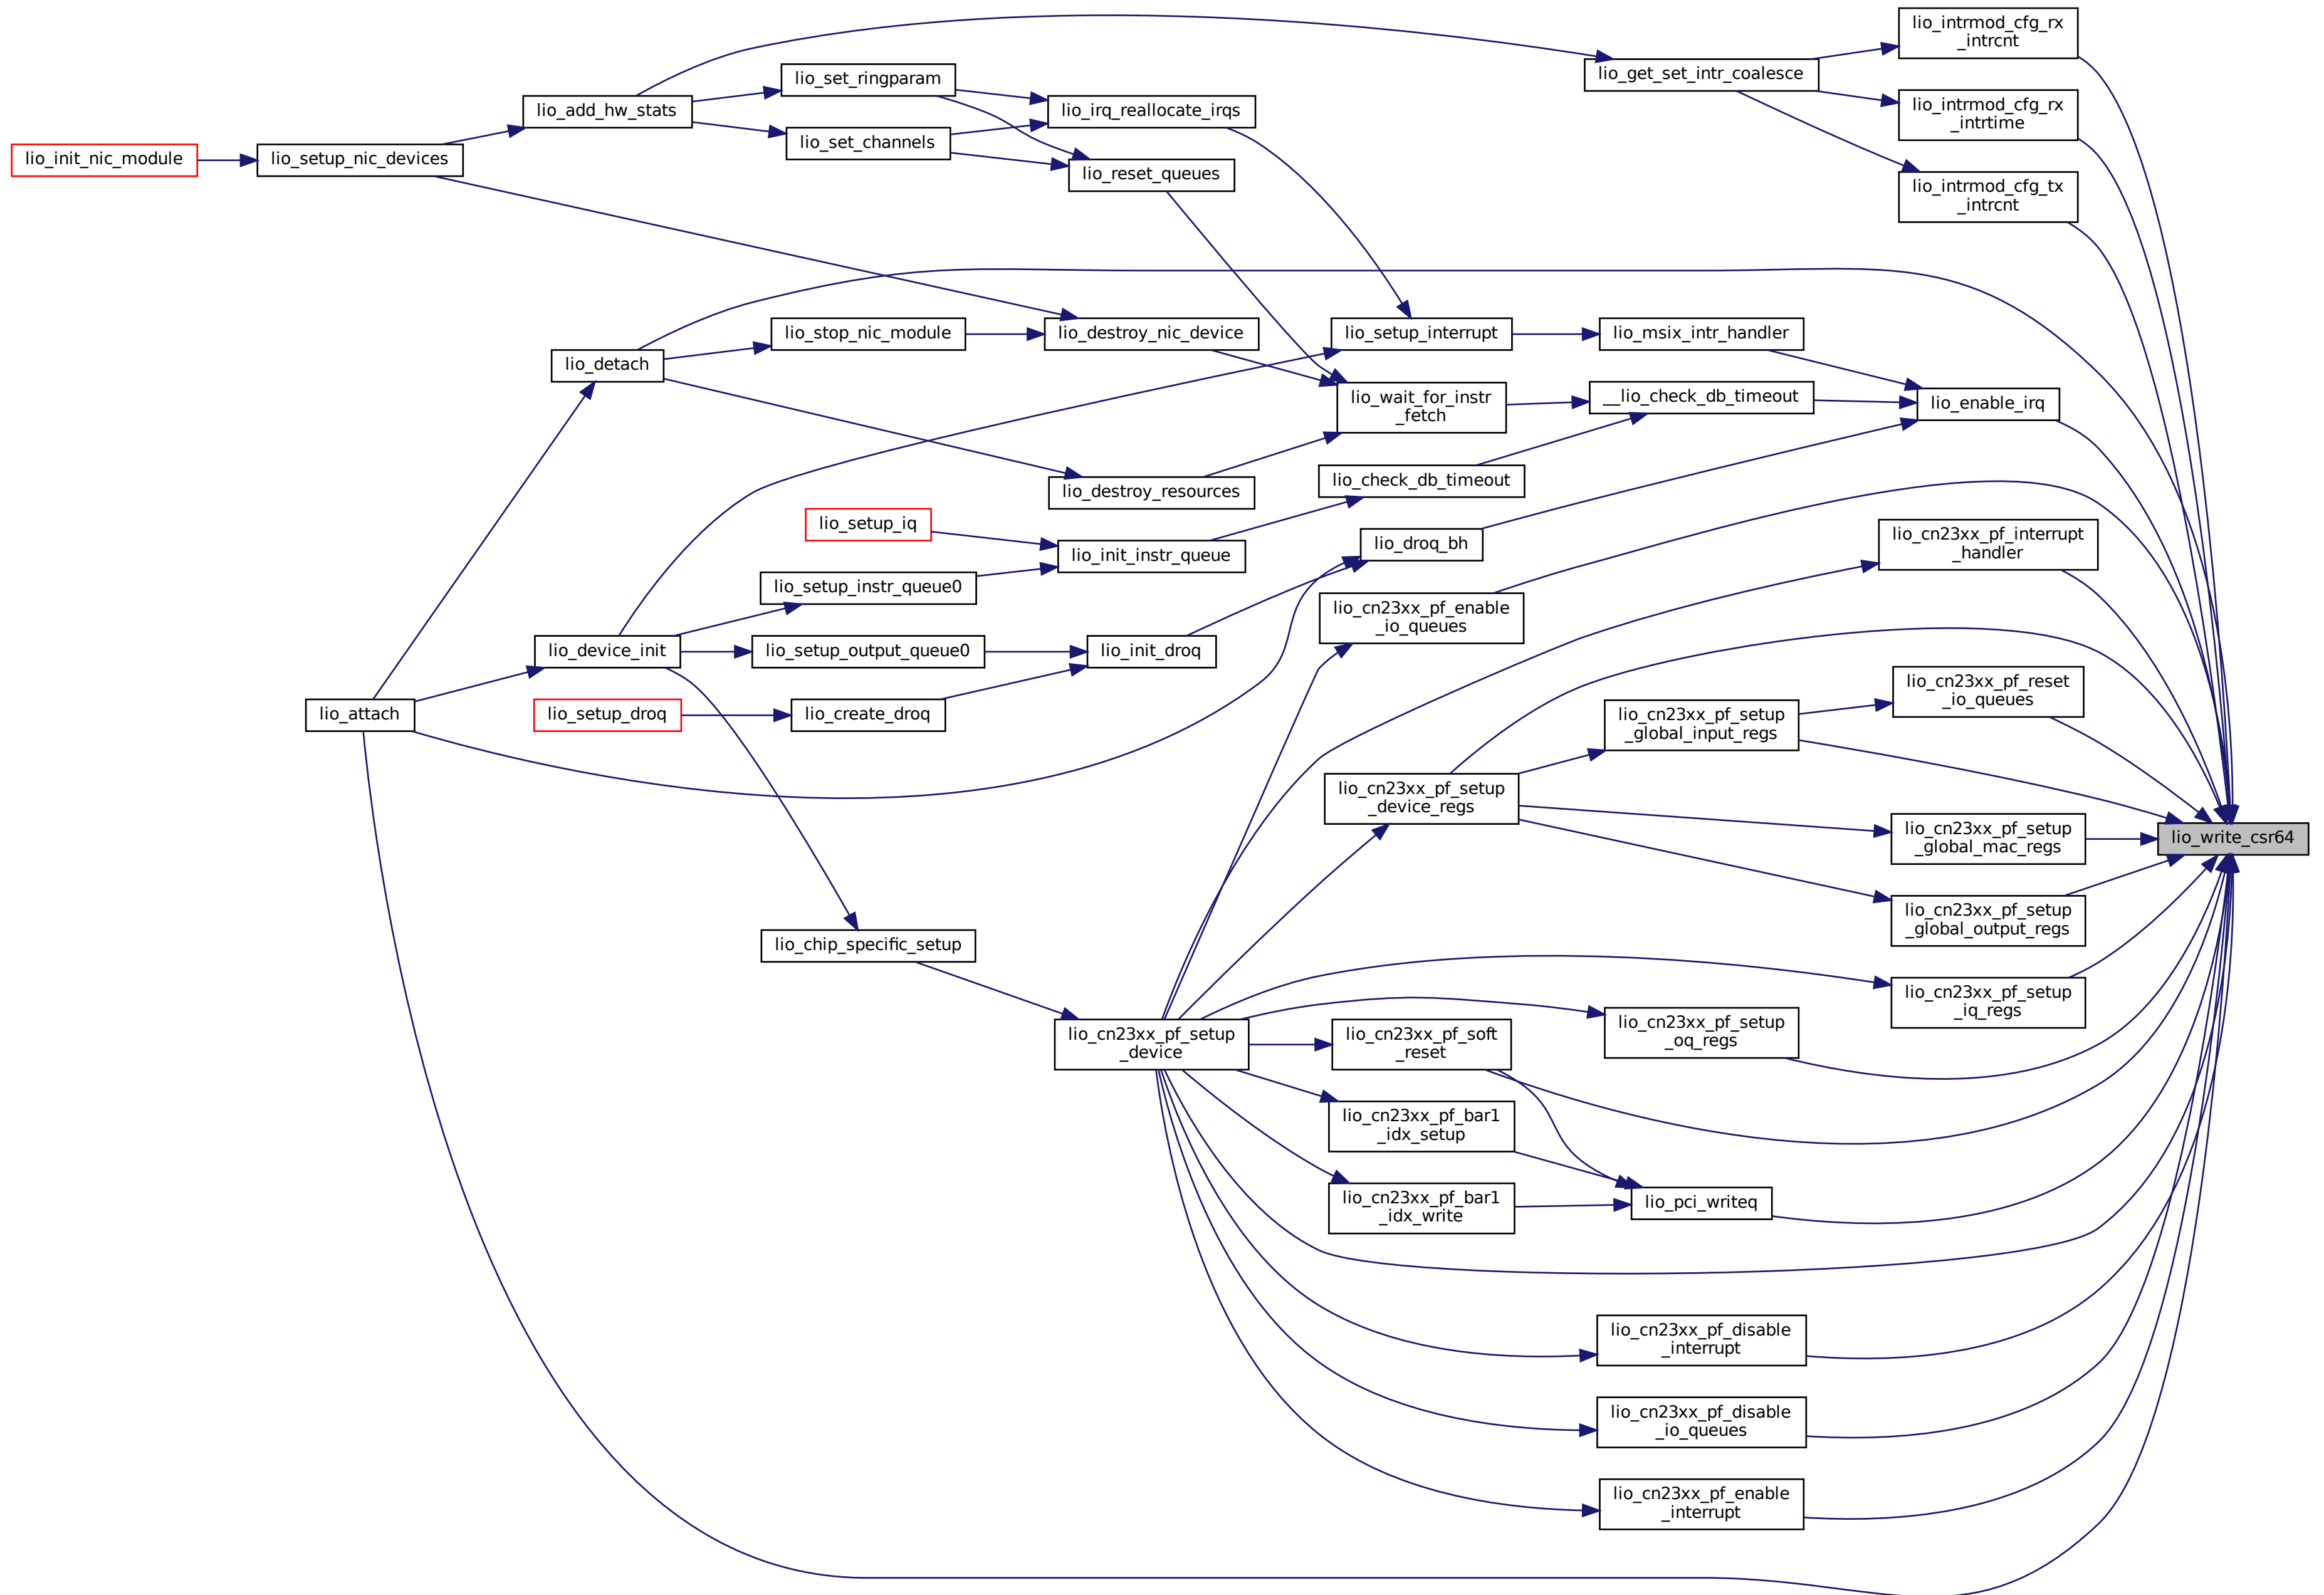 lio_intrmod_cfg_rx
_intrcnt
lio_get_set_intr_coalesce
lio_set_ringparam
lio_add_hw_stats
lio_irq_reallocate_irqs
lio_intrmod_cfg_rx
_intrtime
lio_set_channels
lio_init_nic_module
lio_setup_nic_devices
lio_reset_queues
lio_intrmod_cfg_tx
_intrcnt
lio_stop_nic_module
lio_destroy_nic_device
lio_setup_interrupt
lio_msix_intr_handler
lio_detach
lio_wait_for_instr
_fetch
__lio_check_db_timeout
lio_enable_irq
lio_check_db_timeout
lio_destroy_resources
lio_setup_iq
lio_init_instr_queue
lio_droq_bh
lio_cn23xx_pf_interrupt
_handler
lio_setup_instr_queue0
lio_cn23xx_pf_enable
_io_queues
lio_device_init
lio_setup_output_queue0
lio_init_droq
lio_cn23xx_pf_reset
_io_queues
lio_attach
lio_setup_droq
lio_create_droq
lio_cn23xx_pf_setup
_global_input_regs
lio_cn23xx_pf_setup
_device_regs
lio_cn23xx_pf_setup
_global_mac_regs
lio_write_csr64
lio_cn23xx_pf_setup
_global_output_regs
lio_chip_specific_setup
lio_cn23xx_pf_setup
_iq_regs
lio_cn23xx_pf_setup
_device
lio_cn23xx_pf_soft
_reset
lio_cn23xx_pf_setup
_oq_regs
lio_cn23xx_pf_bar1
_idx_setup
lio_cn23xx_pf_bar1
_idx_write
lio_pci_writeq
lio_cn23xx_pf_disable
_interrupt
lio_cn23xx_pf_disable
_io_queues
lio_cn23xx_pf_enable
_interrupt